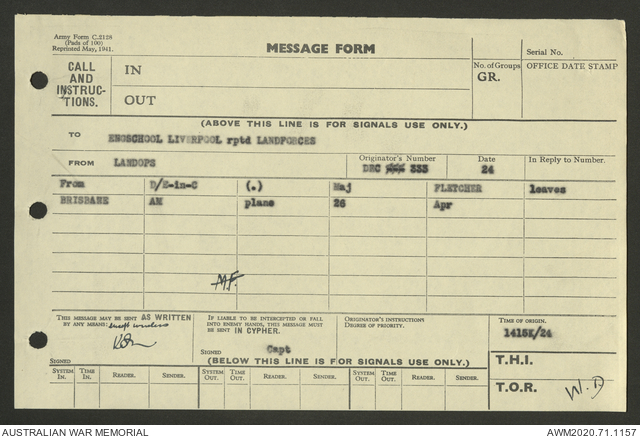 Army Form C.2128
(Pads of 100)
Reprinted May, 1941.
MESSAGE FORM
Serial No.
CALL AND INSTRUC-TIONS.
IN
OUT
No. of Groups
GR.
OFFICE DATE STAMP
(ABOVE THIS LINE IS FOR SIGNALS USE ONLY.)
TO ENGSCHOOL LIVERPOOL rptd LANDFORCES
FROM LANDOPS
Originator's Number
DEC 333
Date
24
In Reply to Number.
From D/E-in-C (.) Maj FLETCHER leaves
BRISBANE AM plane 26 Apr
THIS MESSAGE MAY BE SENT AS WRITTEN BY ANY MEANS: except wireless
SIGNED
IF LIABLE TO BE INTERCEPTED OR FALL INTO ENEMY HANDS, THIS MESSAGE MUST BE SENT IN CYPHER.
SIGNED Capt
ORIGINATOR'S INSTRUCTIONS
DEGREE OF PRIORITY.
TIME OF ORIGIN.
1415K/24
(BELOW THIS LINE IS FOR SIGNALS USE ONLY.)
T.H.I.
SYSTEM IN. TIME IN. READER. SENDER. SYSTEM OUT. TIME OUT. READER. SENDER. SYSTEM OUT. TIME OUT. READER. SENDER.
T.O.R.
W.D
AUSTRALIAN WAR MEMORIAL
AWM2020.71.1157